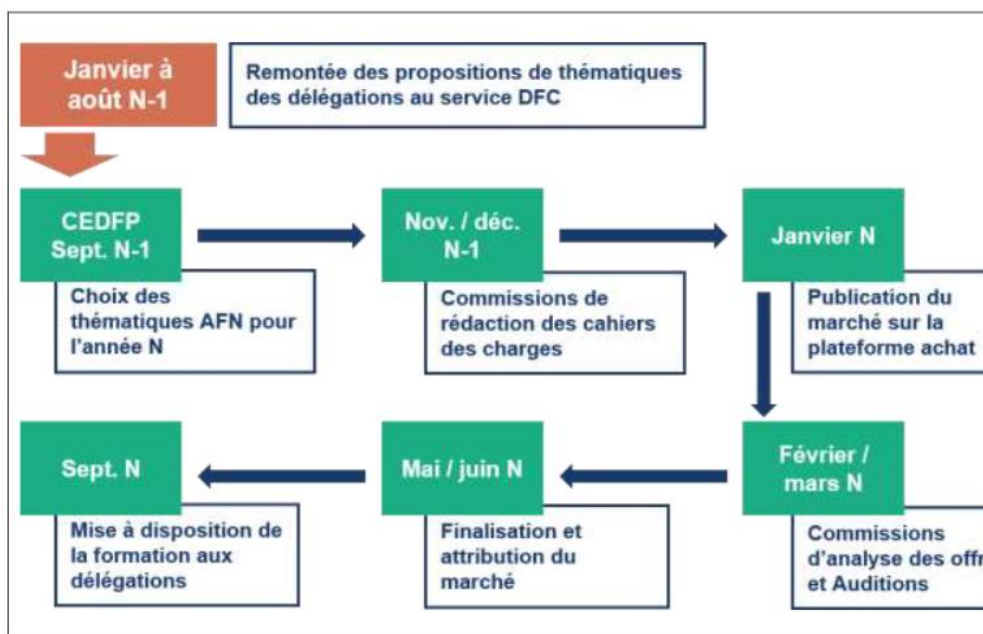 Janvier à
août N-1
Remontée des propositions de thématiques
des délégations au service DFC
CEDFP
Sept. N-1
Choix des
thématiques AFN pour
l'année N
Nov. / déc.
N-1
Commissions de
rédaction des cahiers
des charges
Janvier N
Publication du
marché sur la
plateforme achat
Février /
mars N
Commissions
d'analyse des offr
et Auditions
Mai / juin N
Finalisation et
attribution du
marché
Sept. N
Mise à disposition de
la formation aux
délégations